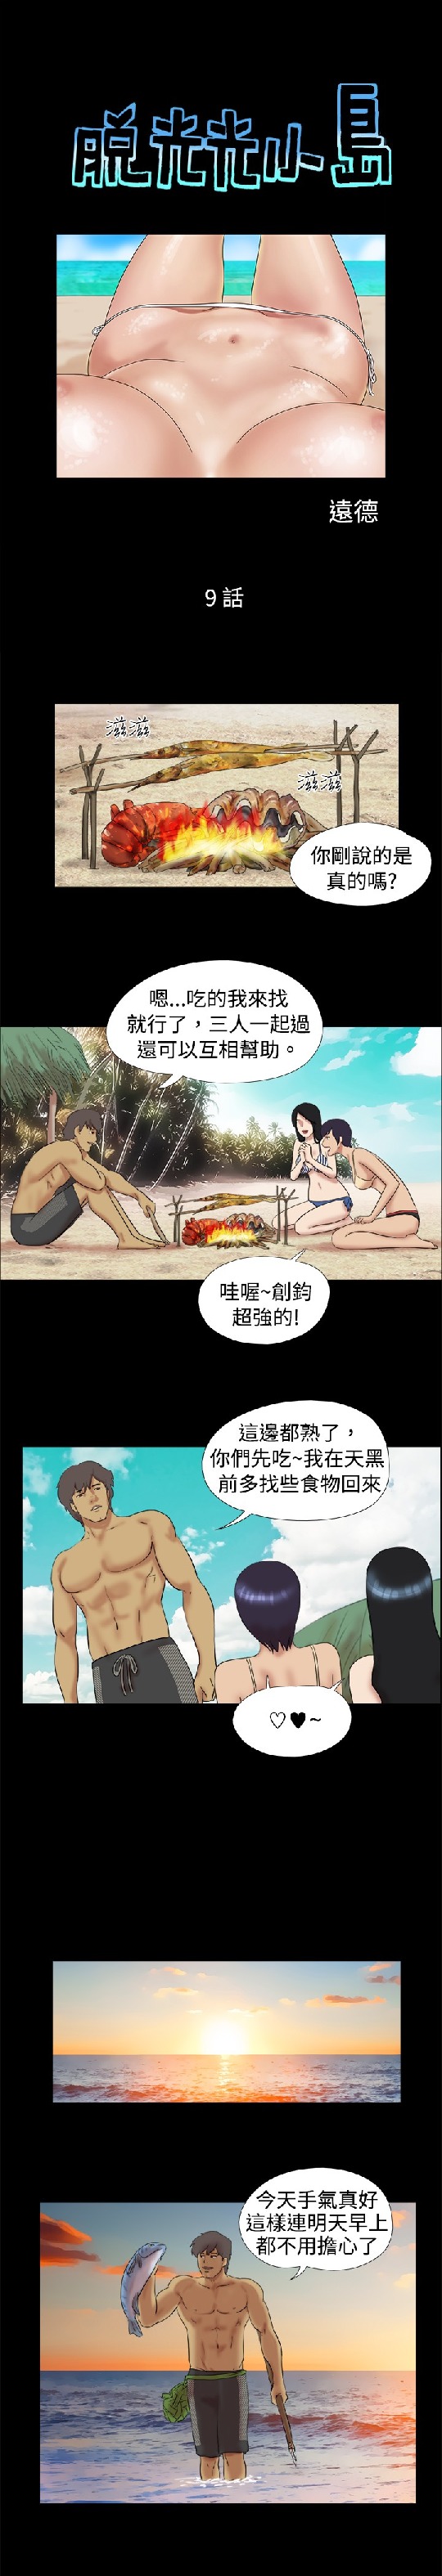 脫光光小島
遠德
9話
滋滋
滋滋
你剛說的是
真的嗎?
嗯...吃的我來找
就行了，三人一起過
還可以互相幫助。
哇喔~創鈞
超強的!
這邊都熟了，
你們先吃~我在天黑
前多找些食物回來
♡♥~
今天手氣真好
這樣連明天早上
都不用擔心了